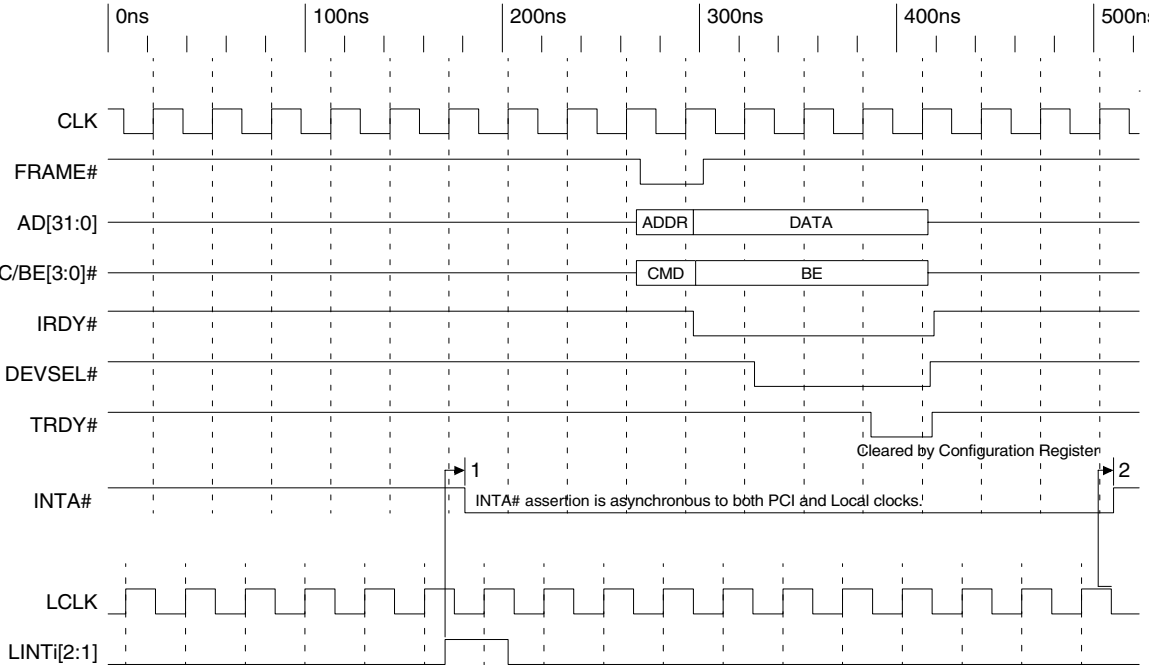 0ns 100ns 200ns 300ns 400ns 500ns
CLK
FRAME#
AD[31:0] ADDR DATA
C/BE[3:0]# CMD BE
IRDY#
DEVSEL#
TRDY#
Cleared by Configuration Register
1 2
INTA# INTA# assertion is asynchronous to both PCI and Local clocks.
LCLK
LINTi[2:1]